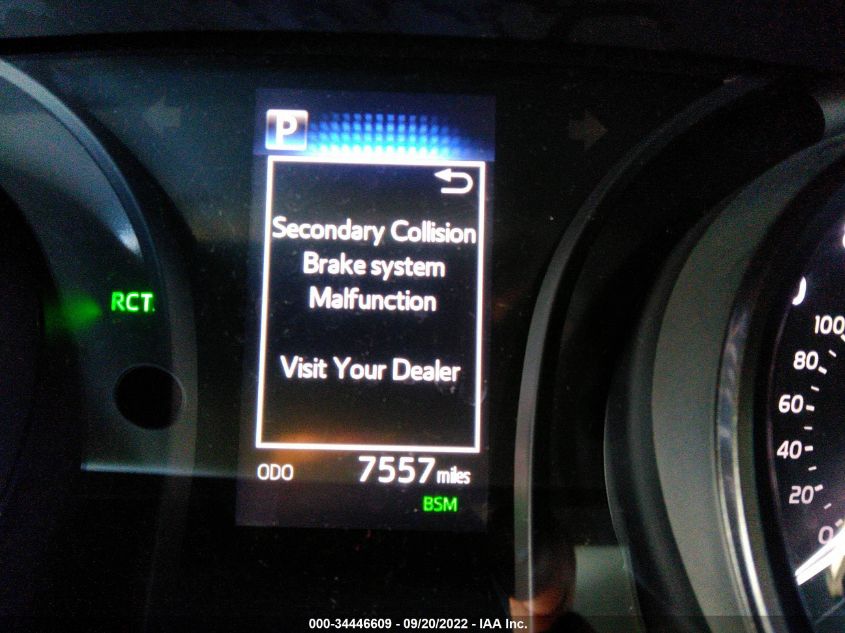 P
Secondary Collision
Brake system
Malfunction
Visit Your Dealer
RCT
ODO 7557 miles
BSM
100
80
60
40
20
0
000-34446609 - 09/20/2022 - IAA Inc.